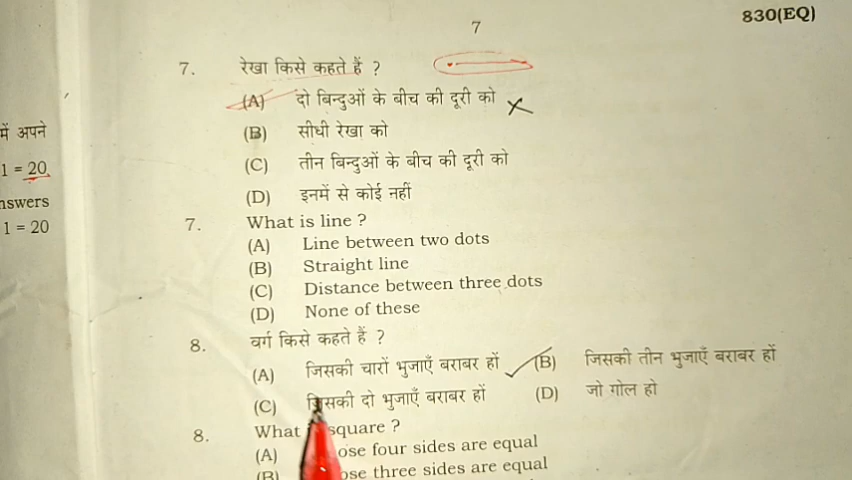 7
830(EQ)
में अपने
1 = 20
nswers
1 = 20
7. रेखा किसे कहते हैं ?
(A) दो बिन्दुओं के बीच की दूरी को
(B) सीधी रेखा को
(C) तीन बिन्दुओं के बीच की दूरी को
(D) इनमें से कोई नहीं
7. What is line ?
(A) Line between two dots
(B) Straight line
(C) Distance between three dots
(D) None of these
8. वर्ग किसे कहते हैं ?
(A) जिसकी चारों भुजाएँ बराबर हों (B) जिसकी तीन भुजाएँ बराबर हों
(C) जिसकी दो भुजाएँ बराबर हों (D) जो गोल हो
8. What square ?
(A) ose four sides are equal
(B) ose three sides are equal